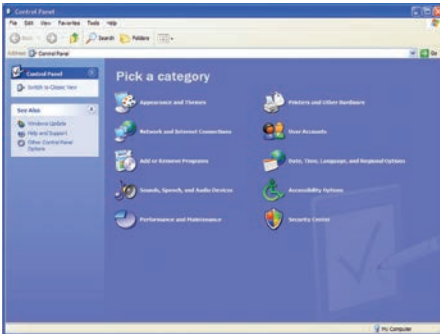 Control Panel
File Edit View Favorites Tools Help
Back Search Folders
Address Control Panel Go
Control Panel
Switch to Classic View
See Also
Windows Update
Help and Support
Other Control Panel Options
Pick a category
Appearance and Themes
Printers and Other Hardware
Network and Internet Connections
User Accounts
Add or Remove Programs
Date, Time, Language, and Regional Options
Sounds, Speech, and Audio Devices
Accessibility Options
Performance and Maintenance
Security Center
My Computer